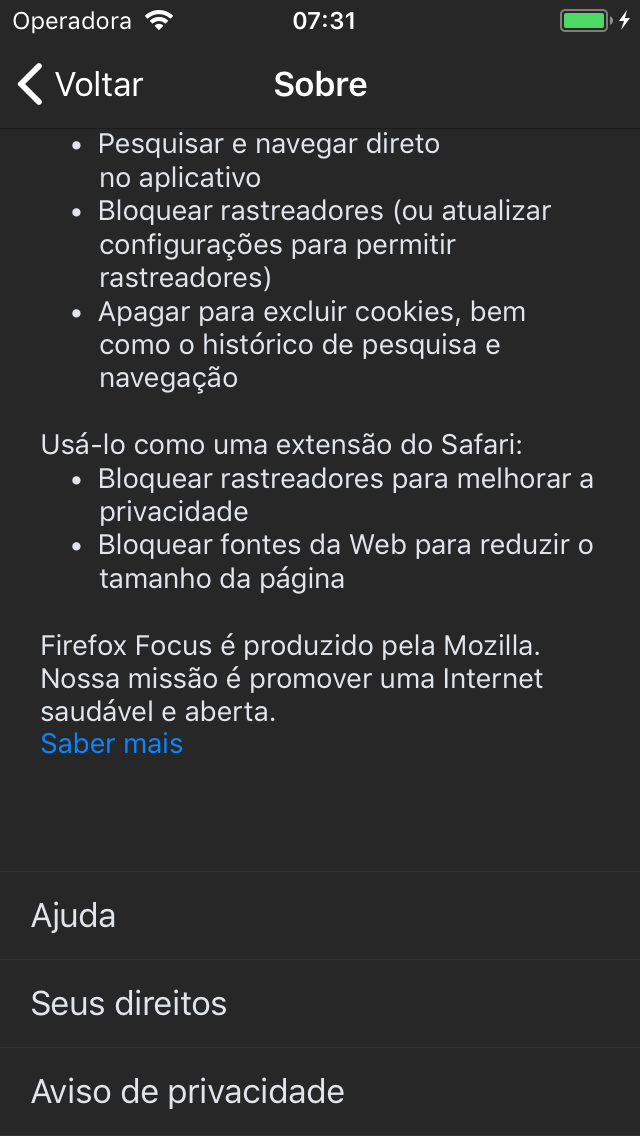 Operadora 07:31
Voltar Sobre
• Pesquisar e navegar direto
no aplicativo
• Bloquear rastreadores (ou atualizar
configurações para permitir
rastreadores)
• Apagar para excluir cookies, bem
como o histórico de pesquisa e
navegação
Usá-lo como uma extensão do Safari:
• Bloquear rastreadores para melhorar a
privacidade
• Bloquear fontes da Web para reduzir o
tamanho da página
Firefox Focus é produzido pela Mozilla.
Nossa missão é promover uma Internet
saudável e aberta.
Saber mais
Ajuda
Seus direitos
Aviso de privacidade